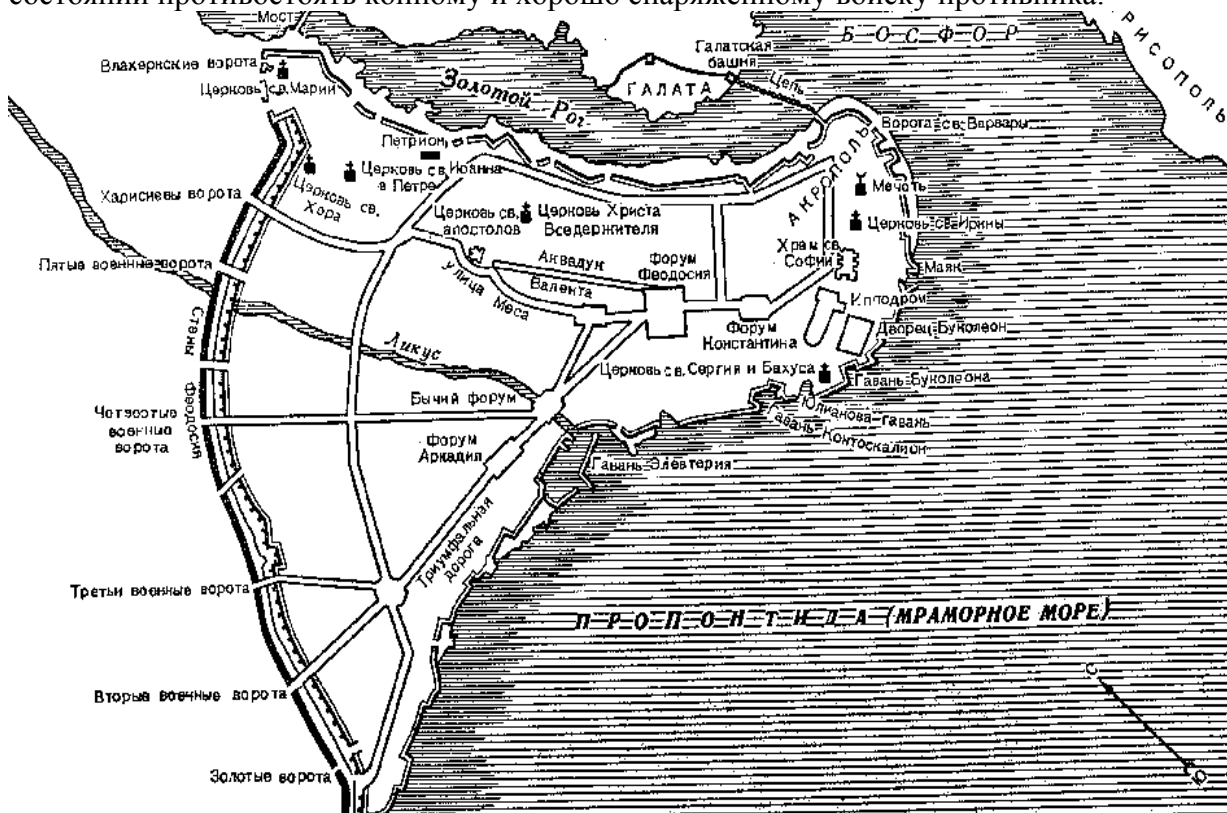 состоянии противостоять конному и хорошо снаряженному войску противника.
Мост
Влахернские ворота
Церковь св. Марии
Золотой Рог
Галатская
башня
ГАЛАТА
Цепь
БОСФОР
РИСОПОЛЬ
Ворота св. Варвары
АКРОПОЛЬ
Петрион
Церковь св. Иоанна
в Петре
Церковь св.
Хора
Харисиевы ворота
Церковь св.
апостолов
Церковь Христа
Вседержителя
Мечеть
Церковь св. Ирины
Храм св.
Софии
Маяк
Пятые военные ворота
Акведук
Валента
улица Меса
Форум
Феодосия
Ипподром
Форум
Константина
Дворец Буколеон
Стены
Феодосия
Ликус
Церковь св. Сергия и Бахуса
Гавань Буколеона
Юлианова гавань
Гавань Контоскалион
Бычий форум
Четвертые
военные
ворота
Форум
Аркадия
Гавань Элевтерия
Триумфальная
дорога
Третьи военные ворота
ПРОПОНТИДА (МРАМОРНОЕ МОРЕ)
Вторые военные ворота
Золотые ворота
С
Ю